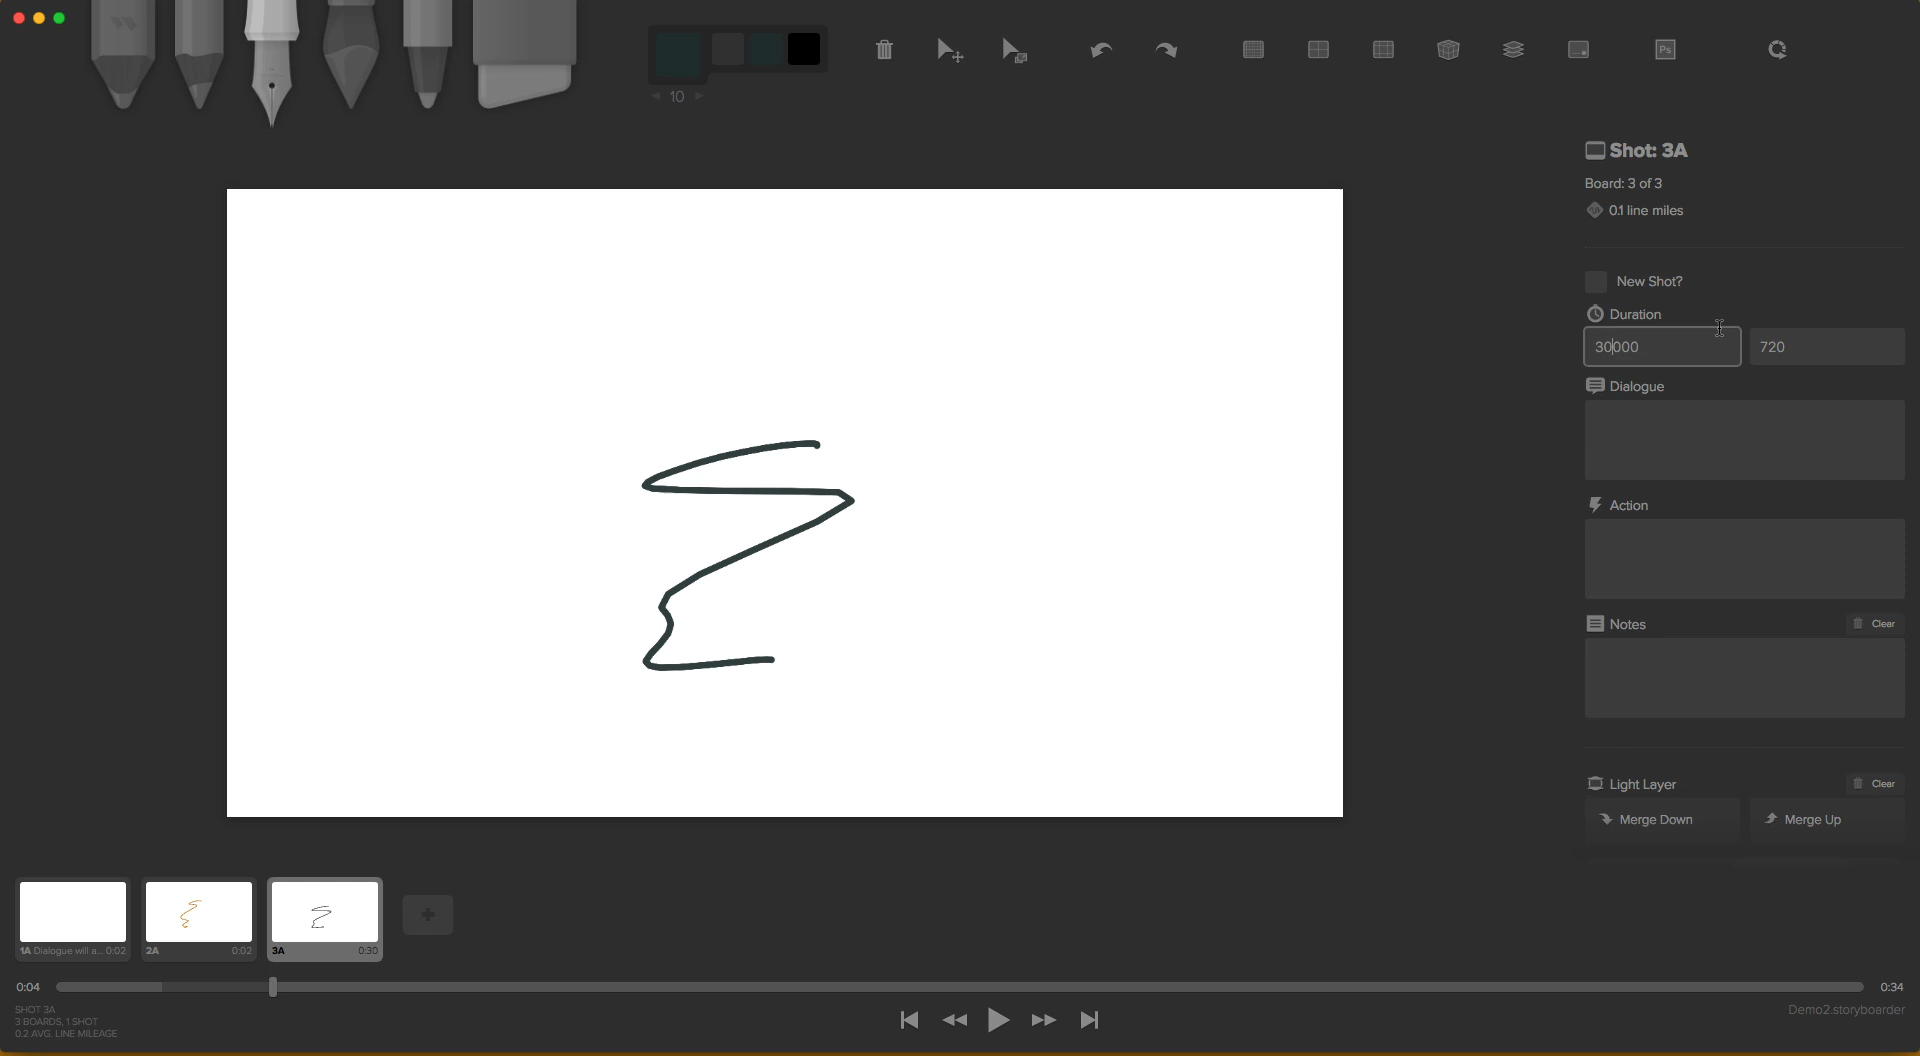 10
Ps
Shot: 3A
Board: 3 of 3
0.1 line miles
New Shot?
Duration
30000 720
Dialogue
Action
Notes Clear
Light Layer Clear
Merge Down Merge Up
1A Dialogue will a... 0:02
2A 0:02
3A 0:30
0:04 0:34
SHOT 3A
3 BOARDS, 1 SHOT
0.2 AVG. LINE MILEAGE
Demo2.storyboarder